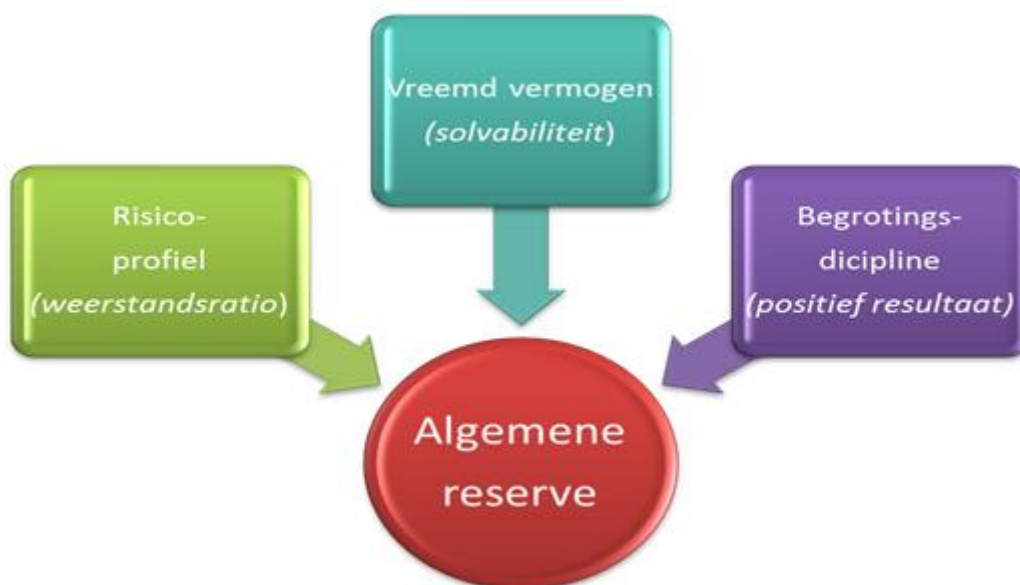 Vreemd vermogen
(solvabiliteit)
Risico-
profiel
(weerstandsratio)
Begrotings-
dicipline
(positief resultaat)
Algemene
reserve